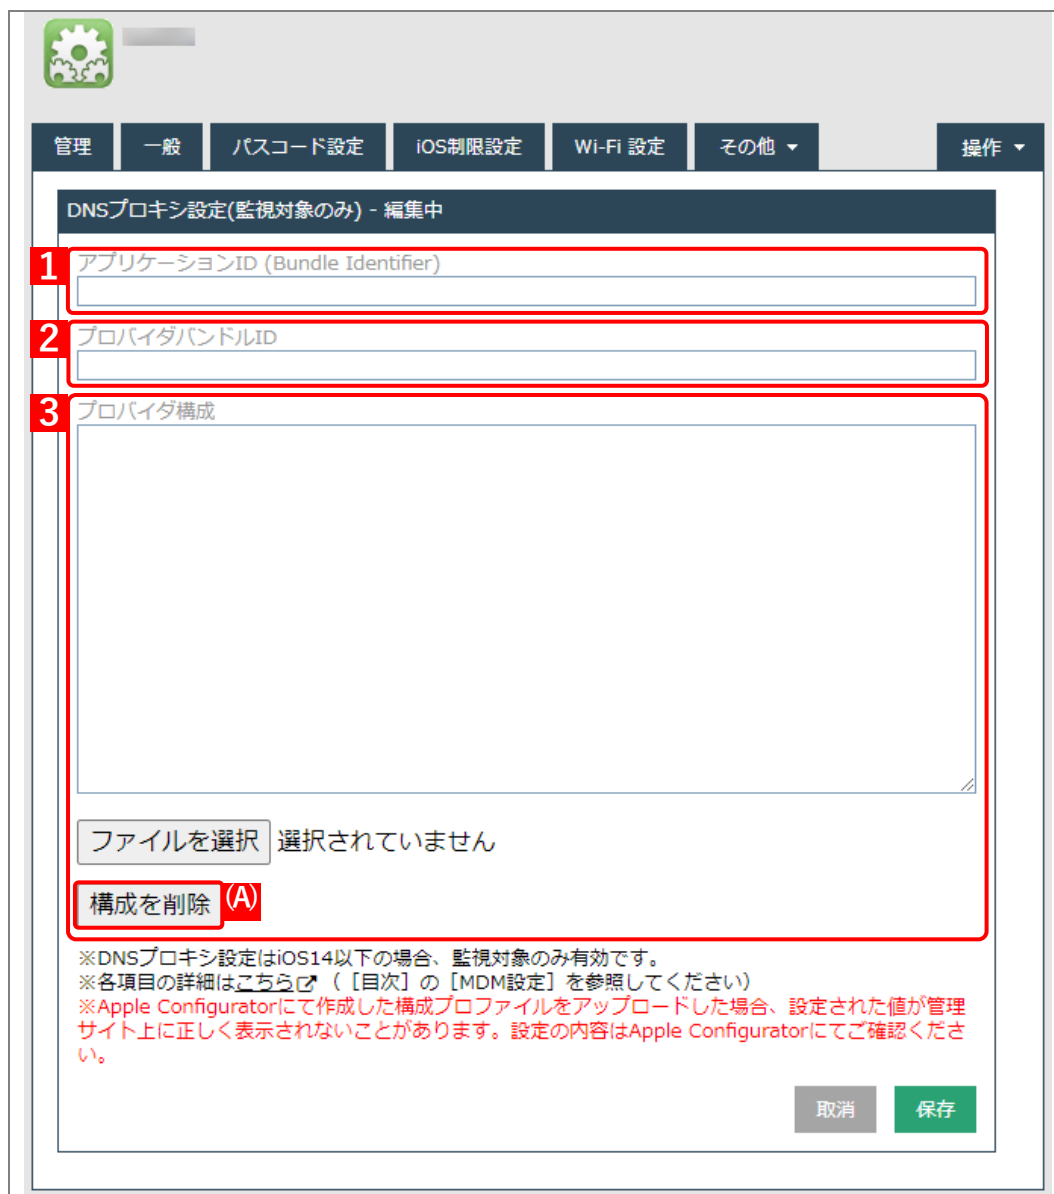 管理 一般 パスコード設定 iOS制限設定 Wi-Fi 設定 その他 操作
DNSプロキシ設定(監視対象のみ) - 編集中
1 アプリケーションID (Bundle Identifier)
2 プロバイダバンドルID
3 プロバイダ構成
ファイルを選択 選択されていません
構成を削除 (A)
※DNSプロキシ設定はiOS14以下の場合、監視対象のみ有効です。
※各項目の詳細はこちら（［目次］の［MDM設定］を参照してください）
※Apple Configuratorにて作成した構成プロファイルをアップロードした場合、設定された値が管理
サイト上に正しく表示されないことがあります。設定の内容はApple Configuratorにてご確認くださ
い。
取消 保存